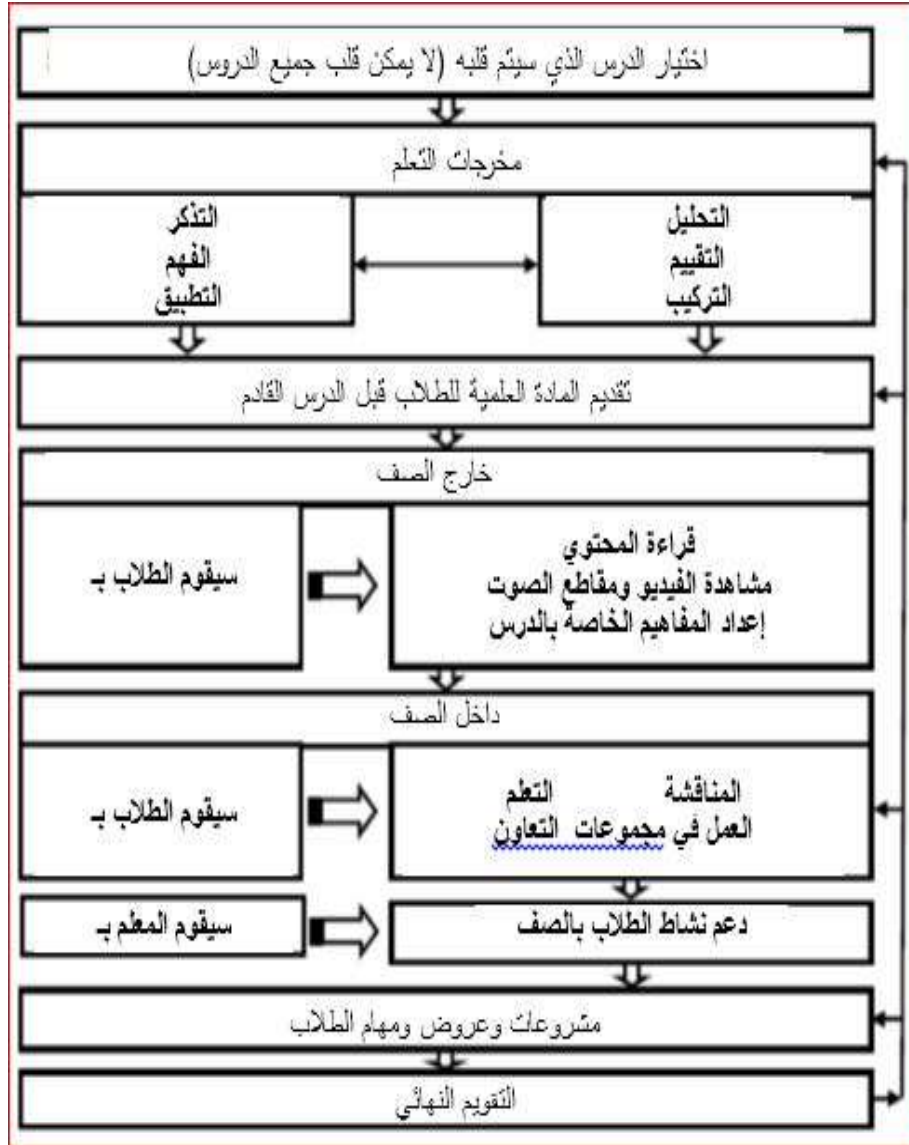 اختيار الدرس الذي سيتم قلبه (لا يمكن قلب جميع الدروس)
مخرجات التعلم
التحليل
التقييم
التركيب
التذكر
الفهم
التطبيق
تقديم المادة العلمية للطلاب قبل الدرس القادم
خارج الصف
قراءة المحتوي
مشاهدة الفيديو ومقاطع الصوت
إعداد المفاهيم الخاصة بالدرس
سيقوم الطلاب بـ
داخل الصف
المناقشة التعلم
العمل في مجموعات التعاون
سيقوم الطلاب بـ
دعم نشاط الطلاب بالصف
سيقوم المعلم بـ
مشروعات وعروض ومهام الطلاب
التقويم النهائي